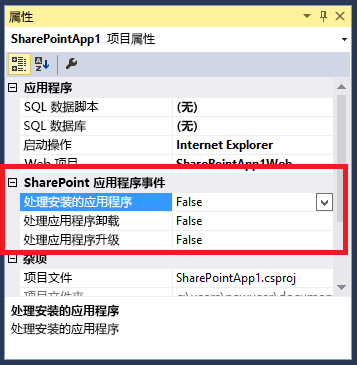 属性
SharePointApp1 项目属性
应用程序
SQL 数据脚本 (无)
SQL 数据库 (无)
启动操作 Internet Explorer
Web 项目 SharePointApp1Web
SharePoint 应用程序事件
处理安装的应用程序 False
处理应用程序卸载 False
处理应用程序升级 False
杂项
项目文件 SharePointApp1.csproj
项目文件夹
处理安装的应用程序
处理安装的应用程序